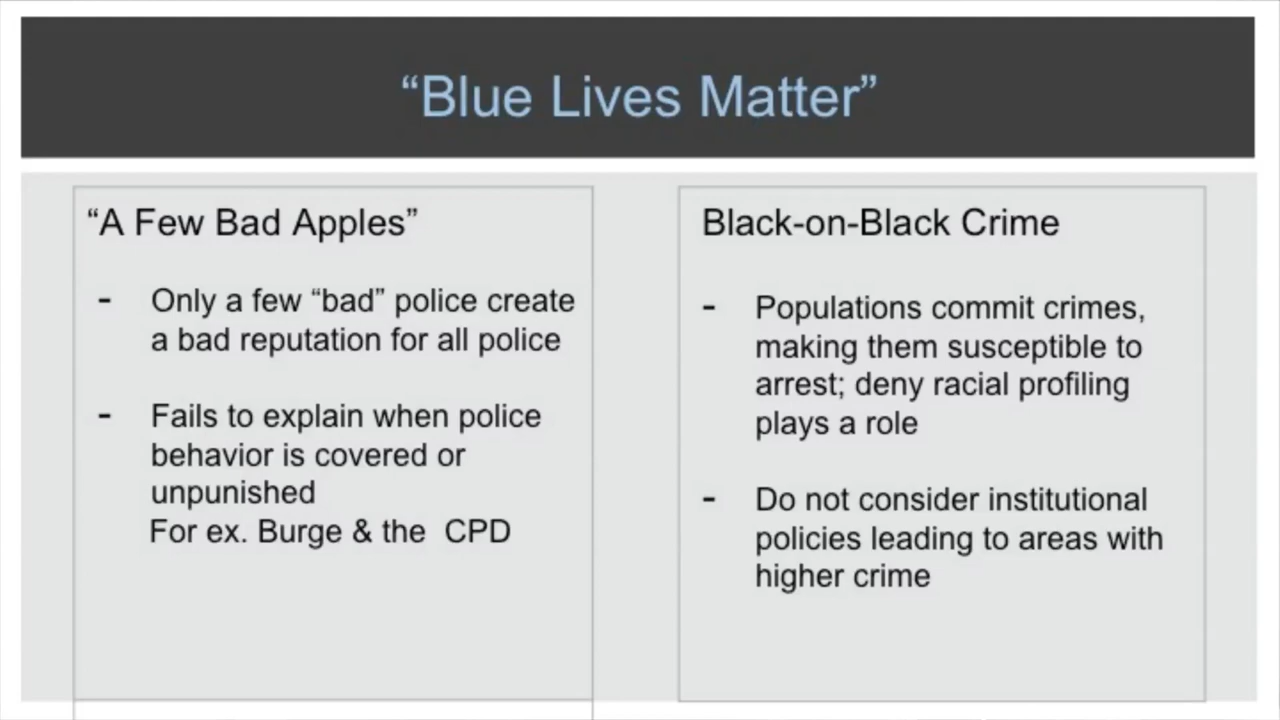 “Blue Lives Matter”
“A Few Bad Apples”
- Only a few “bad” police create
a bad reputation for all police
- Fails to explain when police
behavior is covered or
unpunished
For ex. Burge & the  CPD
Black-on-Black Crime
- Populations commit crimes,
making them susceptible to
arrest; deny racial profiling
plays a role
- Do not consider institutional
policies leading to areas with
higher crime